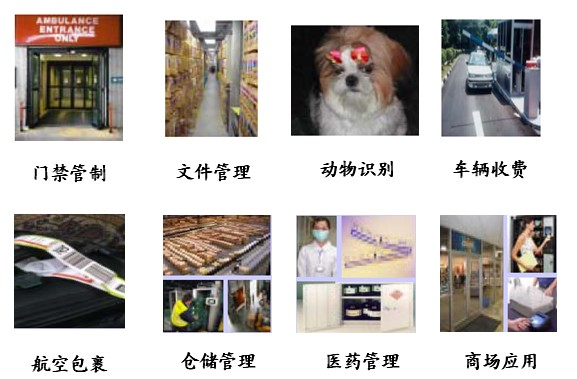 AMBULANCE
ENTRANCE
ONLY
门禁管制
文件管理
动物识别
车辆收费
航空包裹
仓储管理
医药管理
商场应用